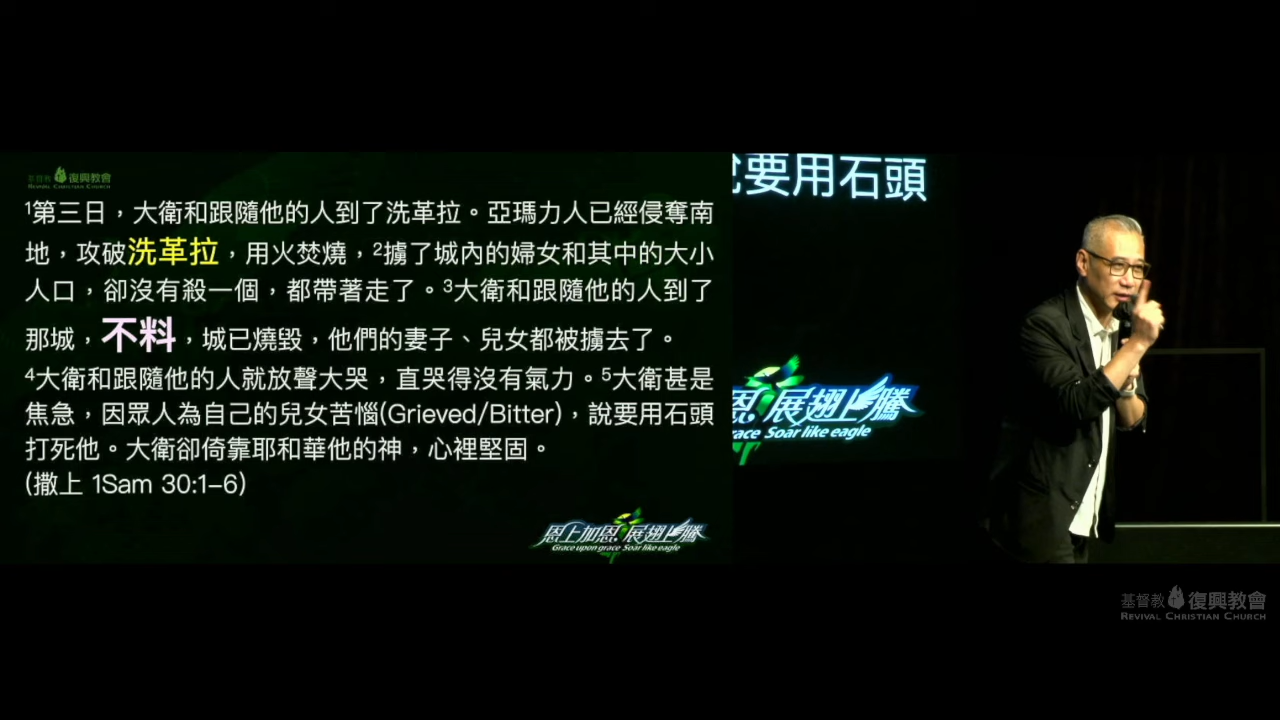 基督教 復興教會
REVIVAL CHRISTIAN CHURCH
¹第三日，大衛和跟隨他的人到了洗革拉。亞瑪力人已經侵奪南
地，攻破洗革拉，用火焚燒，²擄了城內的婦女和其中的大小
人口，卻沒有殺一個，都帶著走了。³大衛和跟隨他的人到了
那城，不料，城已燒毀，他們的妻子、兒女都被擄去了。
⁴大衛和跟隨他的人就放聲大哭，直哭得沒有氣力。⁵大衛甚是
焦急，因眾人為自己的兒女苦惱(Grieved/Bitter)，說要用石頭
打死他。大衛卻倚靠耶和華他的神，心裡堅固。
(撒上 1Sam 30:1–6)
恩上加恩 展翅上騰
Grace upon grace Soar like eagle
說要用石頭
恩 展翅上騰
race Soar like eagle
基督教 復興教會
REVIVAL CHRISTIAN CHURCH